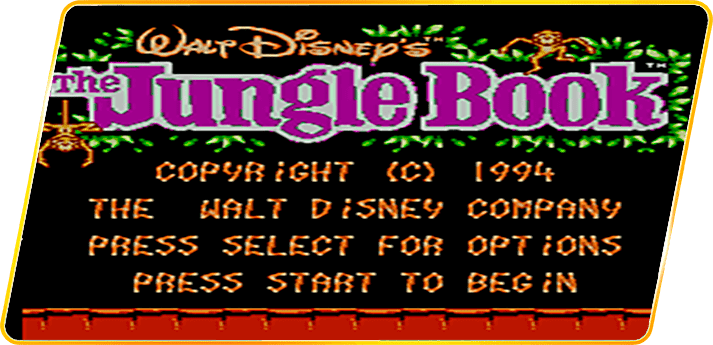 WALT DISNEY'S™
The Jungle Book™
COPYRiGHT (C) 1994
THE WALT DiSNEY COMPANY
PRESS SELECT FOR OPTiONS
PRESS START TO BEGiN